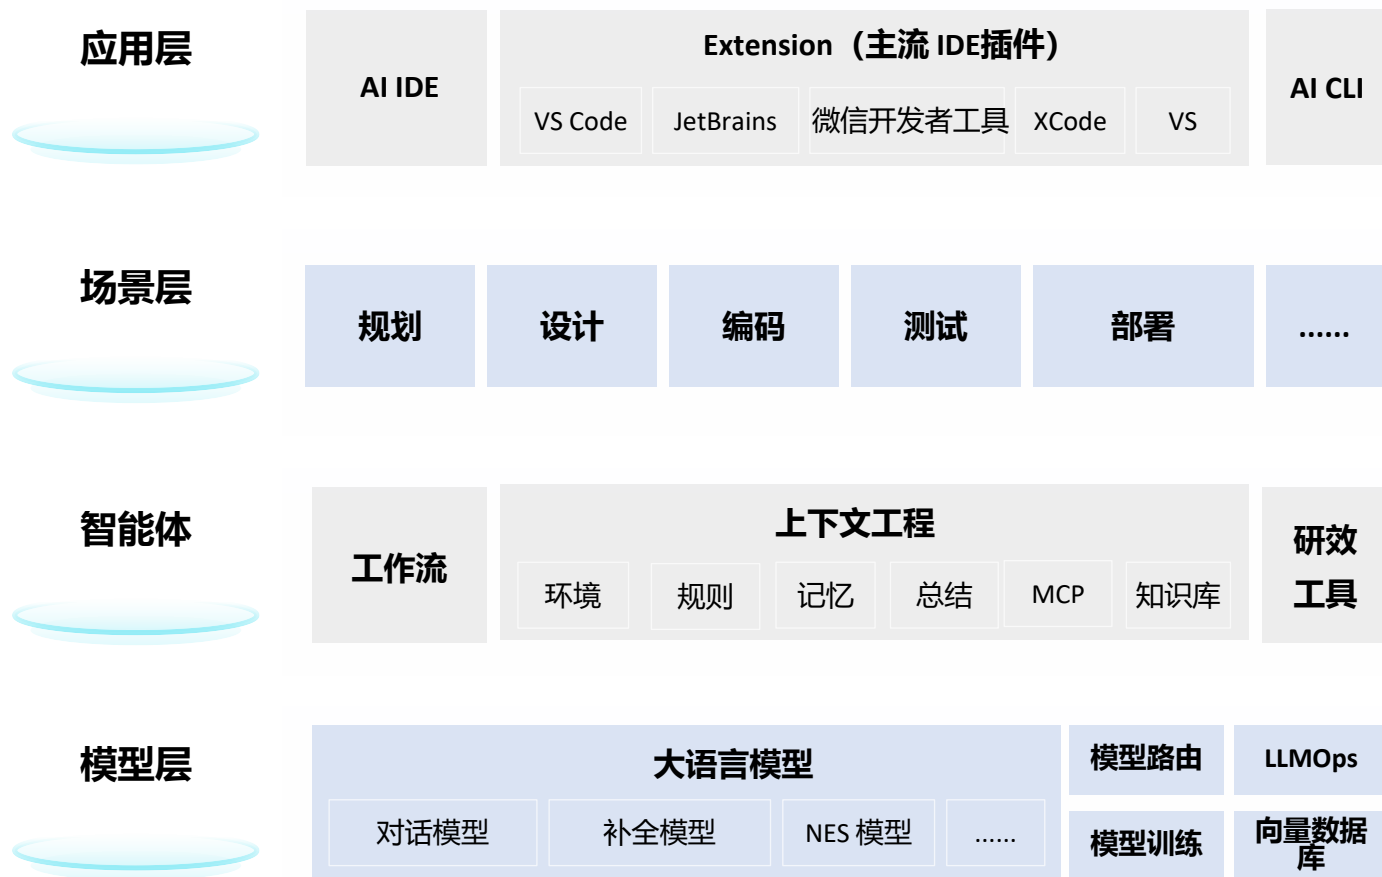 应用层
AI IDE
Extension（主流 IDE插件）
VS Code
JetBrains
微信开发者工具
XCode
VS
AI CLI
场景层
规划
设计
编码
测试
部署
......
智能体
工作流
上下文工程
环境
规则
记忆
总结
MCP
知识库
研效
工具
模型层
大语言模型
对话模型
补全模型
NES 模型
......
模型路由
LLMOps
模型训练
向量数据
库